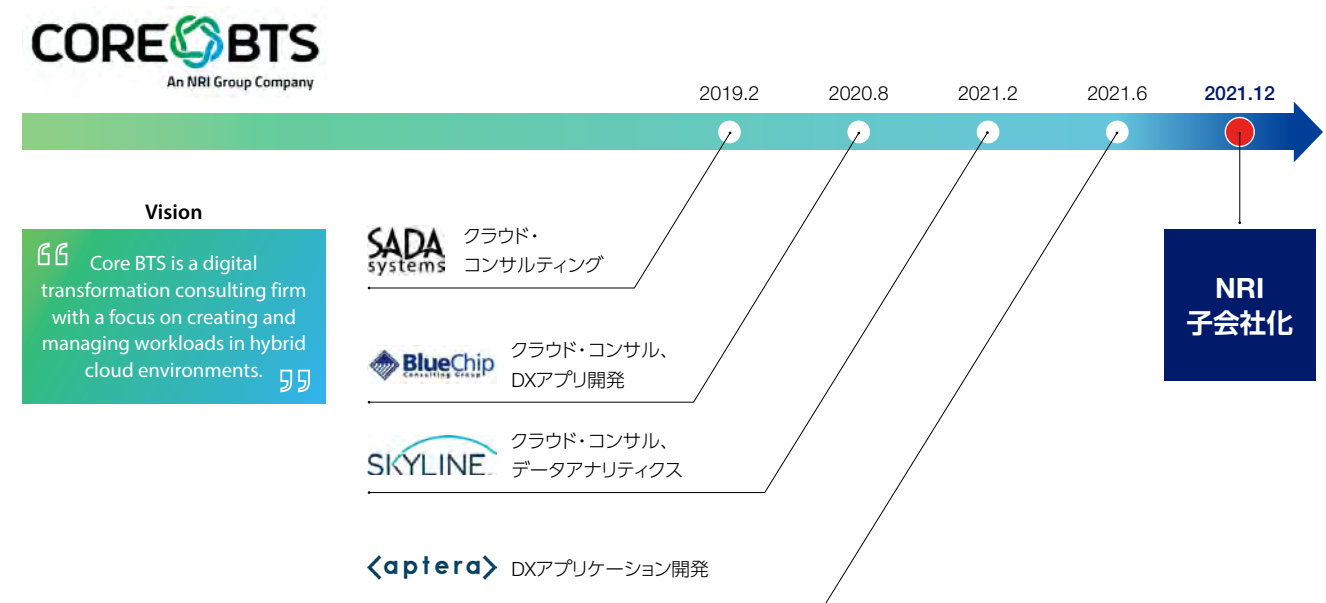 CORE BTS
An NRI Group Company
2019.2
2020.8
2021.2
2021.6
2021.12
Vision
Core BTS is a digital
transformation consulting firm
with a focus on creating and
managing workloads in hybrid
cloud environments.
SADA
systems
クラウド・
コンサルティング
BlueChip
Consulting Group
クラウド・コンサル、
DXアプリ開発
SKYLINE
クラウド・コンサル、
データアナリティクス
<aptera>
DXアプリケーション開発
NRI
子会社化